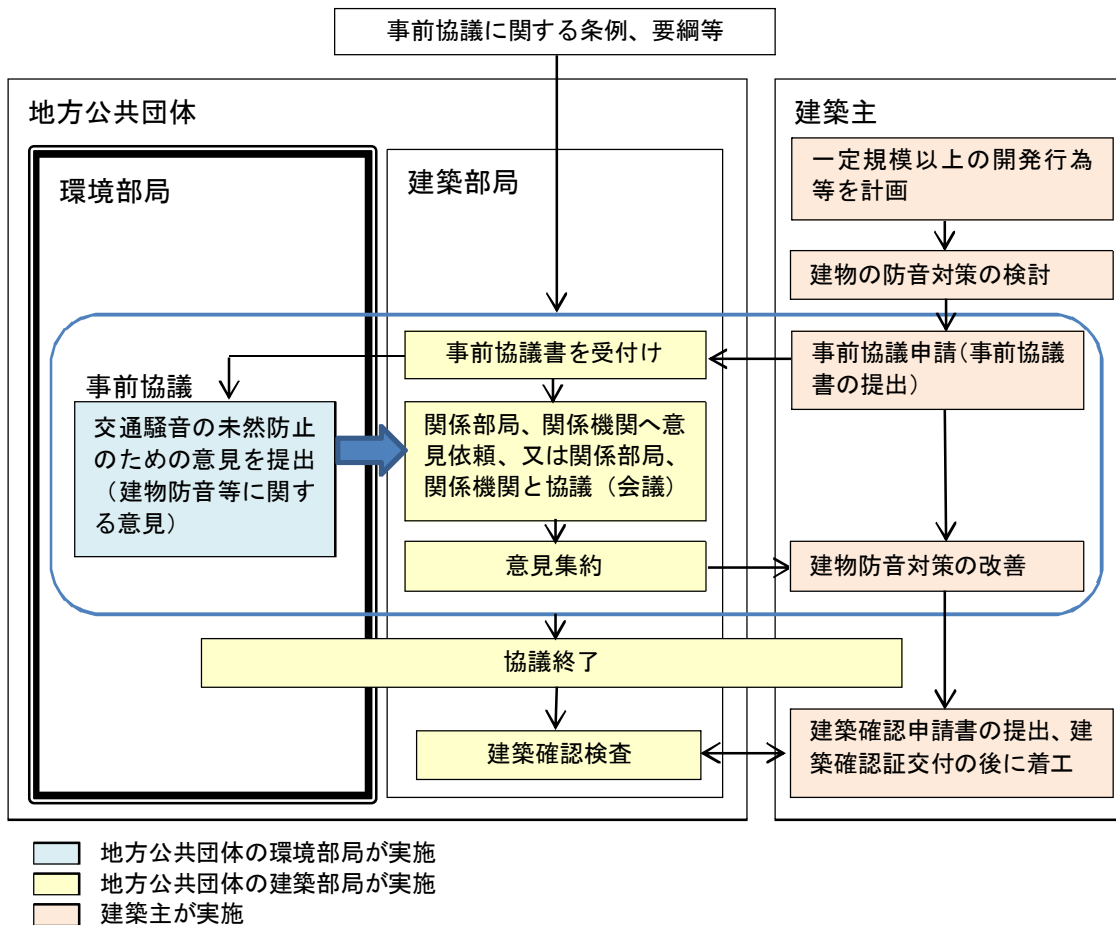 事前協議に関する条例、要綱等
地方公共団体
環境部局
建築部局
建築主
一定規模以上の開発行為
等を計画
建物の防音対策の検討
事前協議書を受付け
事前協議申請（事前協議
書の提出）
事前協議
交通騒音の未然防止
のための意見を提出
（建物防音等に関す
る意見）
関係部局、関係機関へ意
見依頼、又は関係部局、
関係機関と協議（会議）
意見集約
建物防音対策の改善
協議終了
建築確認検査
建築確認申請書の提出、建
築確認証交付の後に着工
地方公共団体の環境部局が実施
地方公共団体の建築部局が実施
建築主が実施